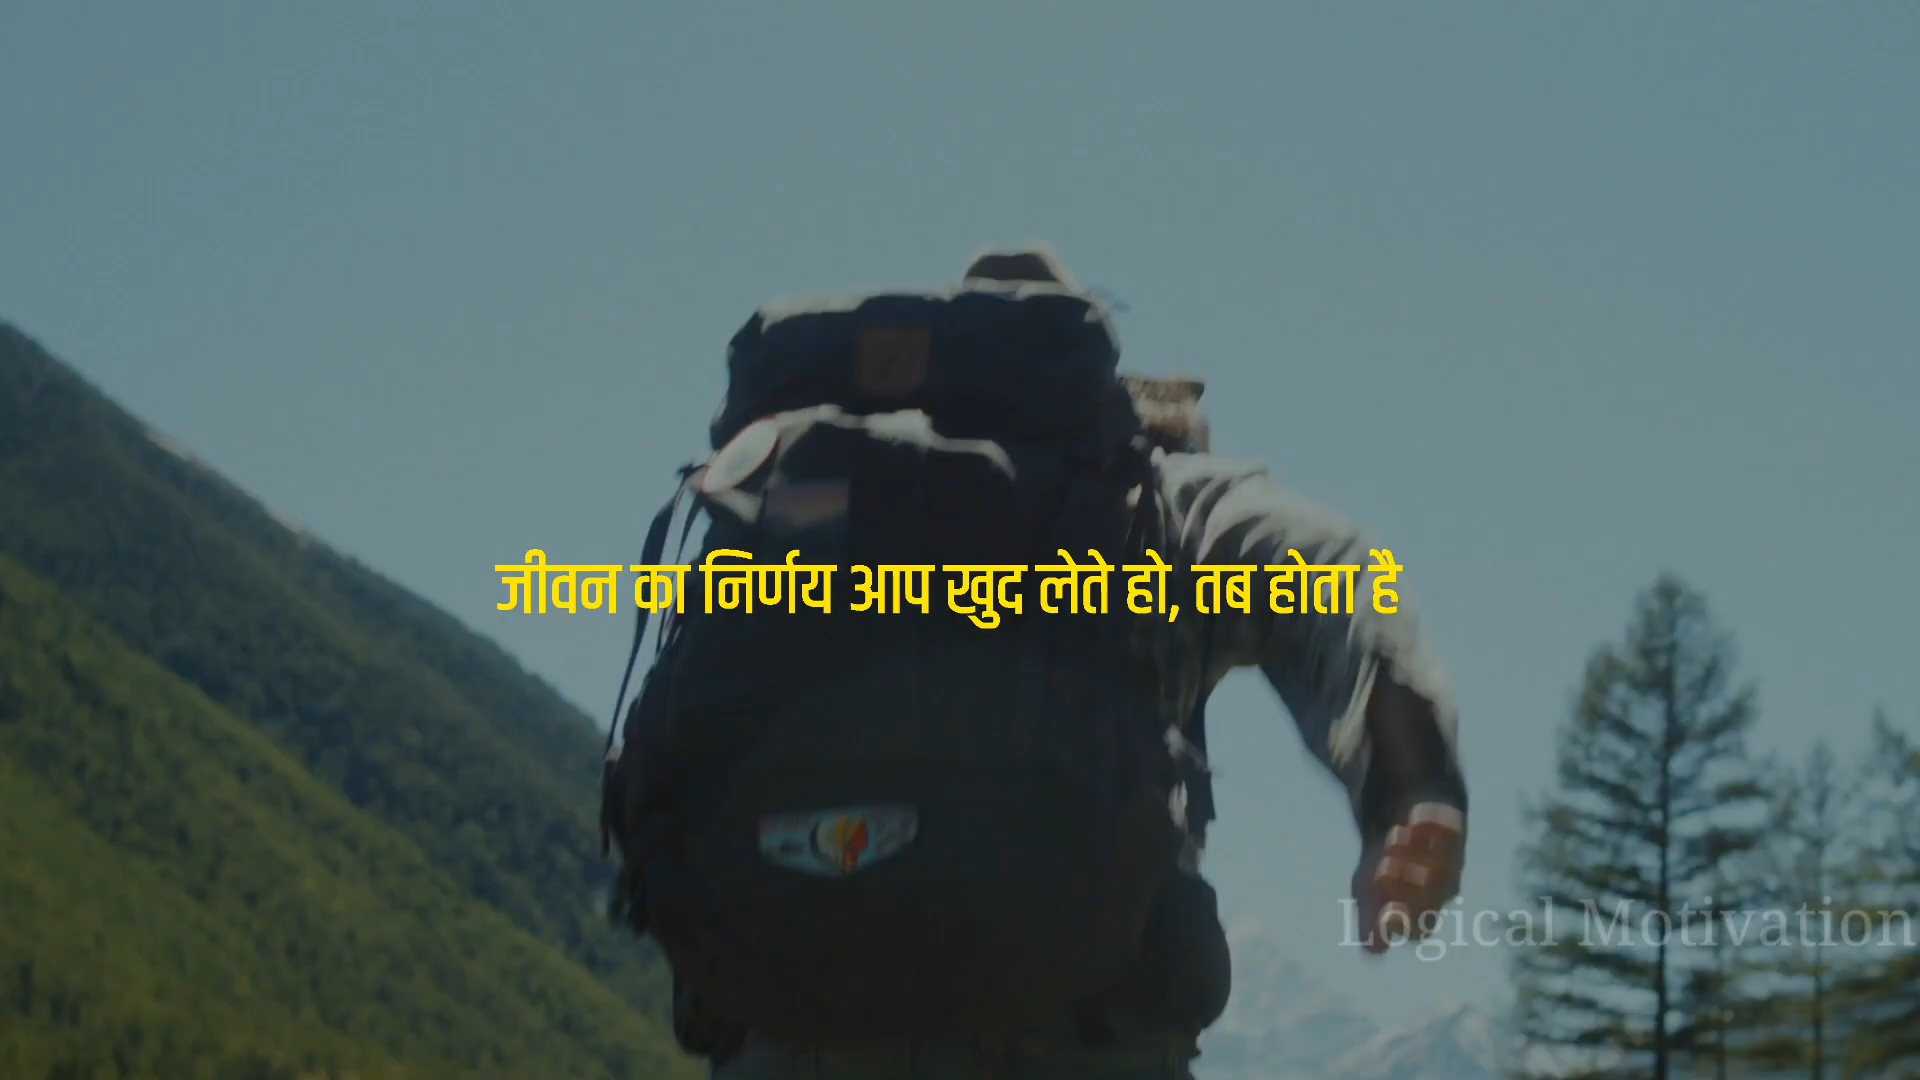 जीवन का निर्णय आप खुद लेते हो, तब होता है
Logical Motivation